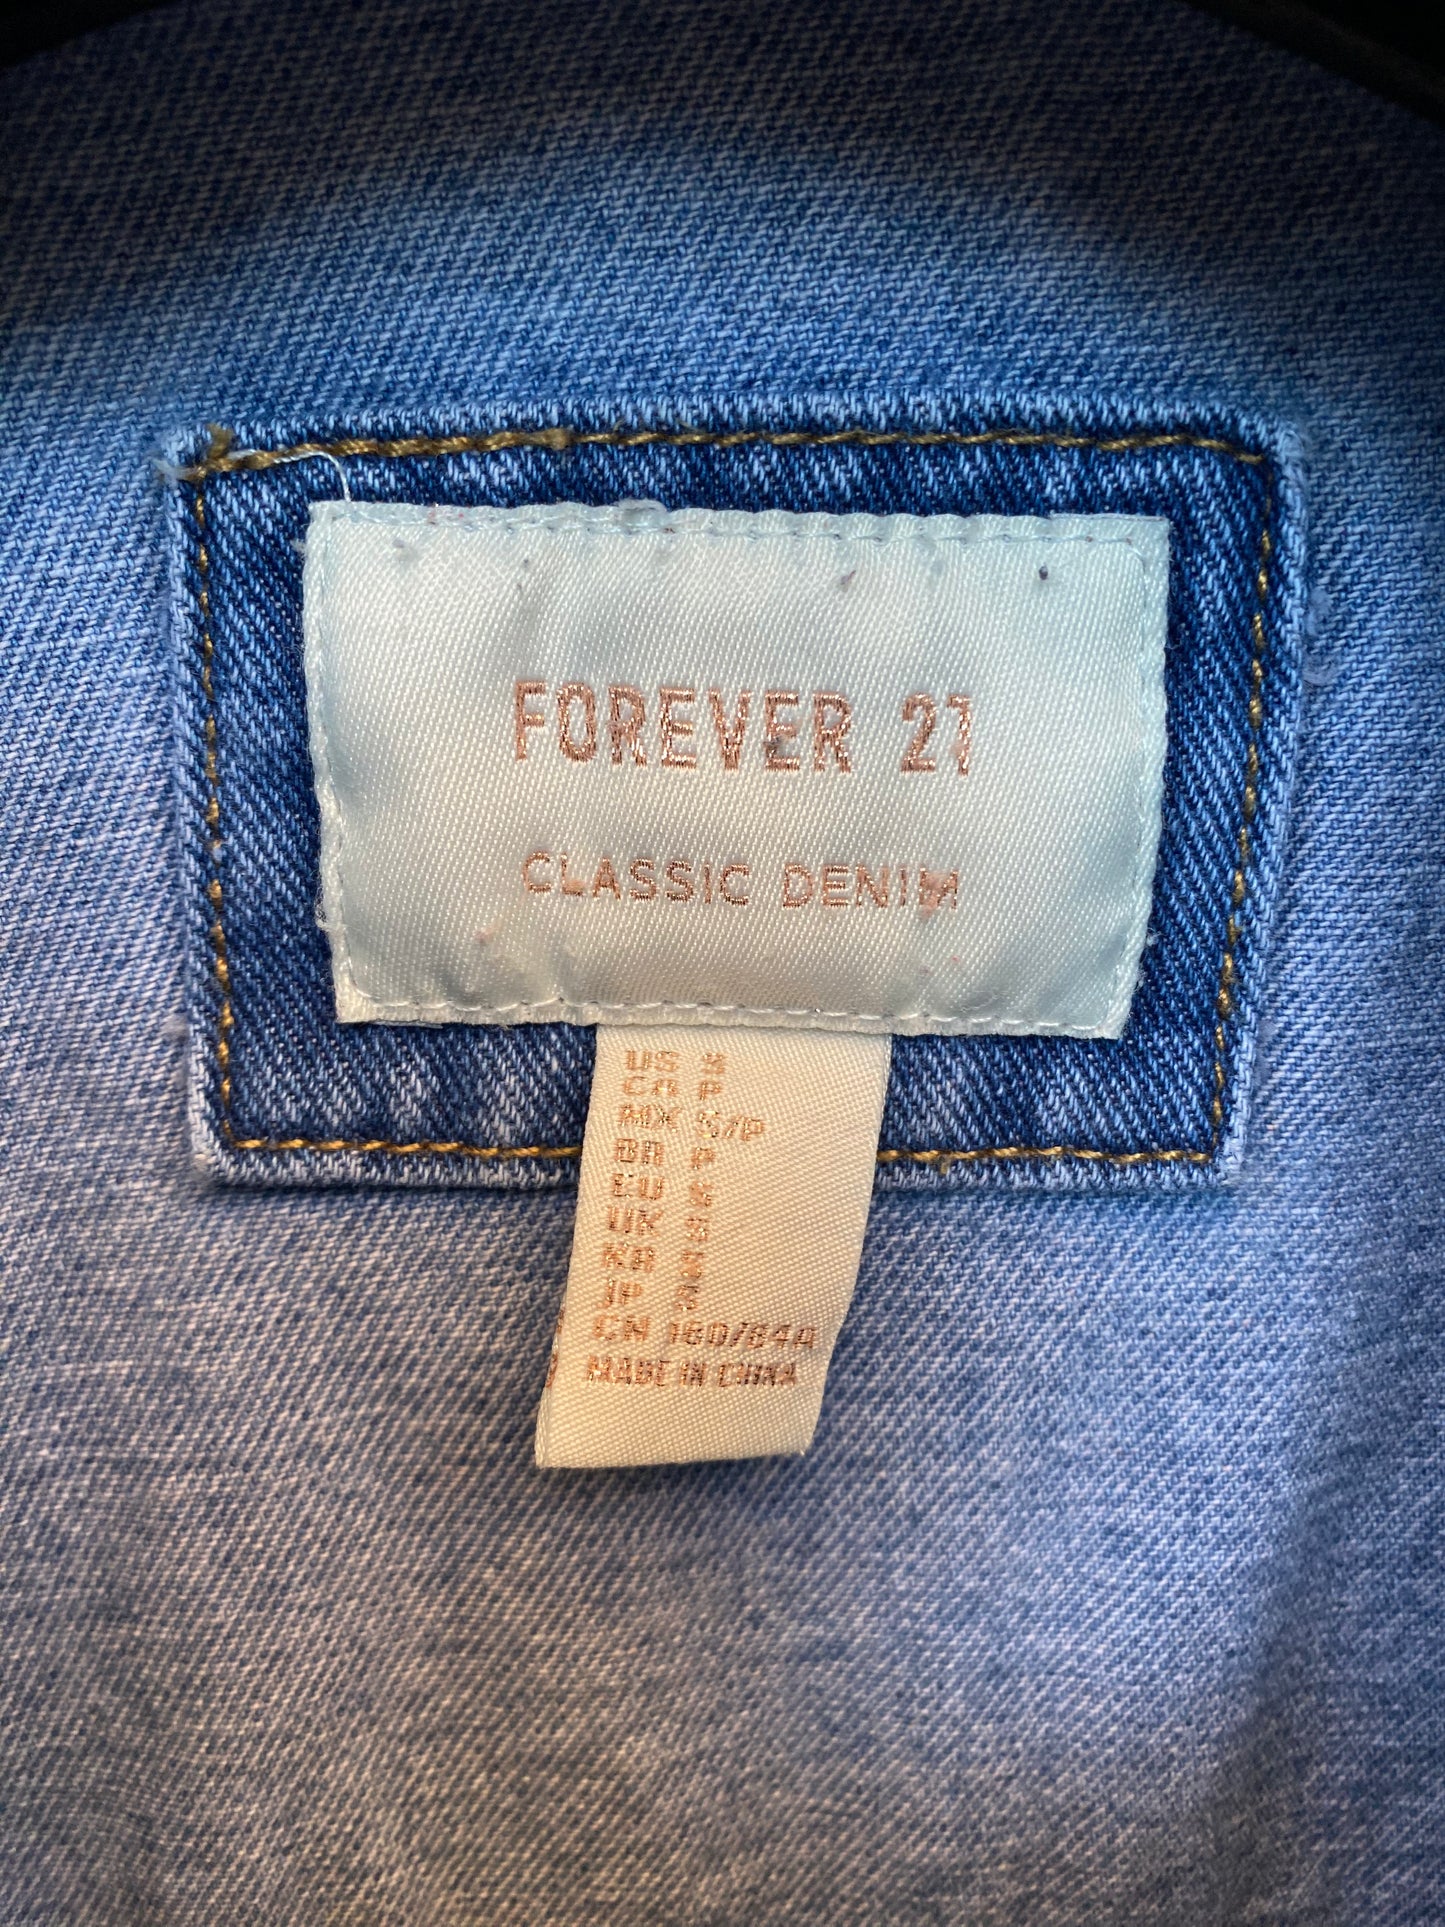 FOREVER 21
CLASSIC DENIM
US S
CA P
MX S/P
BR P
EU S
UK S
KR S
JP S
CN 160/84A
MADE IN CHINA